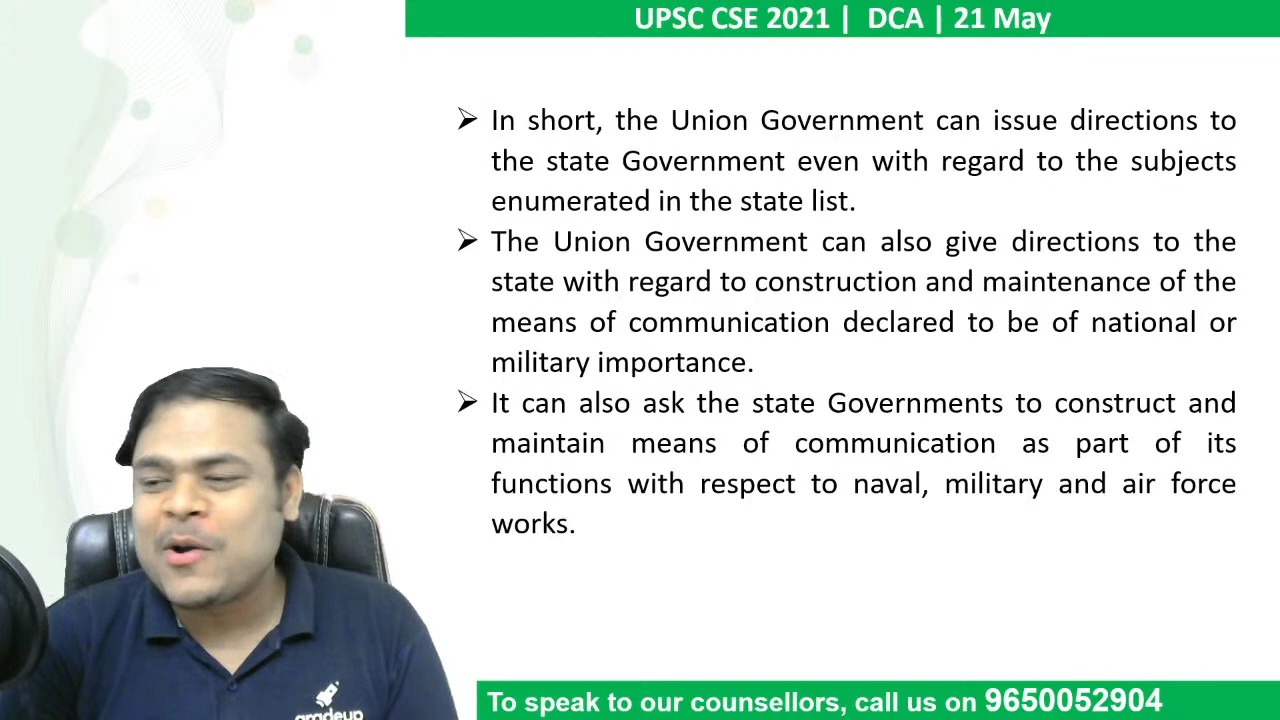 UPSC CSE 2021 | DCA | 21 May
➢ In short, the Union Government can issue directions to
the state Government even with regard to the subjects
enumerated in the state list.
➢ The Union Government can also give directions to the
state with regard to construction and maintenance of the
means of communication declared to be of national or
military importance.
➢ It can also ask the state Governments to construct and
maintain means of communication as part of its
functions with respect to naval, military and air force
works.
gradeup
To speak to our counsellors, call us on 9650052904